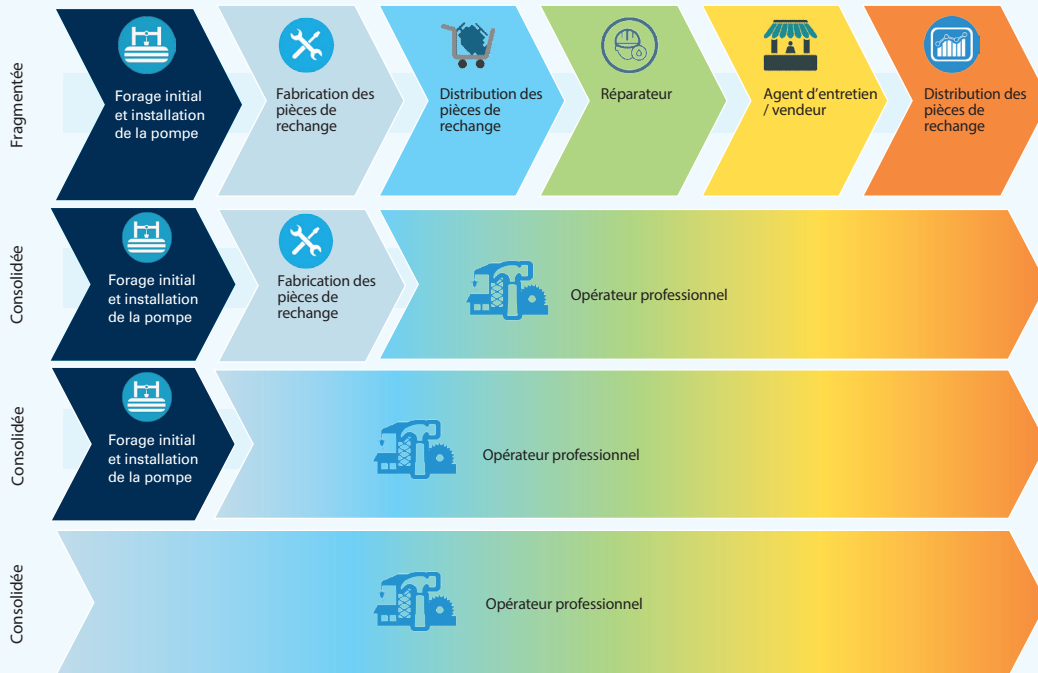 Fragmentée
Forage initial
et installation
de la pompe
Fabrication des
pièces de
rechange
Distribution des
pièces de
rechange
Réparateur
Agent d'entretien
/ vendeur
Distribution des
pièces de
rechange
Consolidée
Forage initial
et installation
de la pompe
Fabrication des
pièces de
rechange
Opérateur professionnel
Consolidée
Forage initial
et installation
de la pompe
Opérateur professionnel
Consolidée
Opérateur professionnel